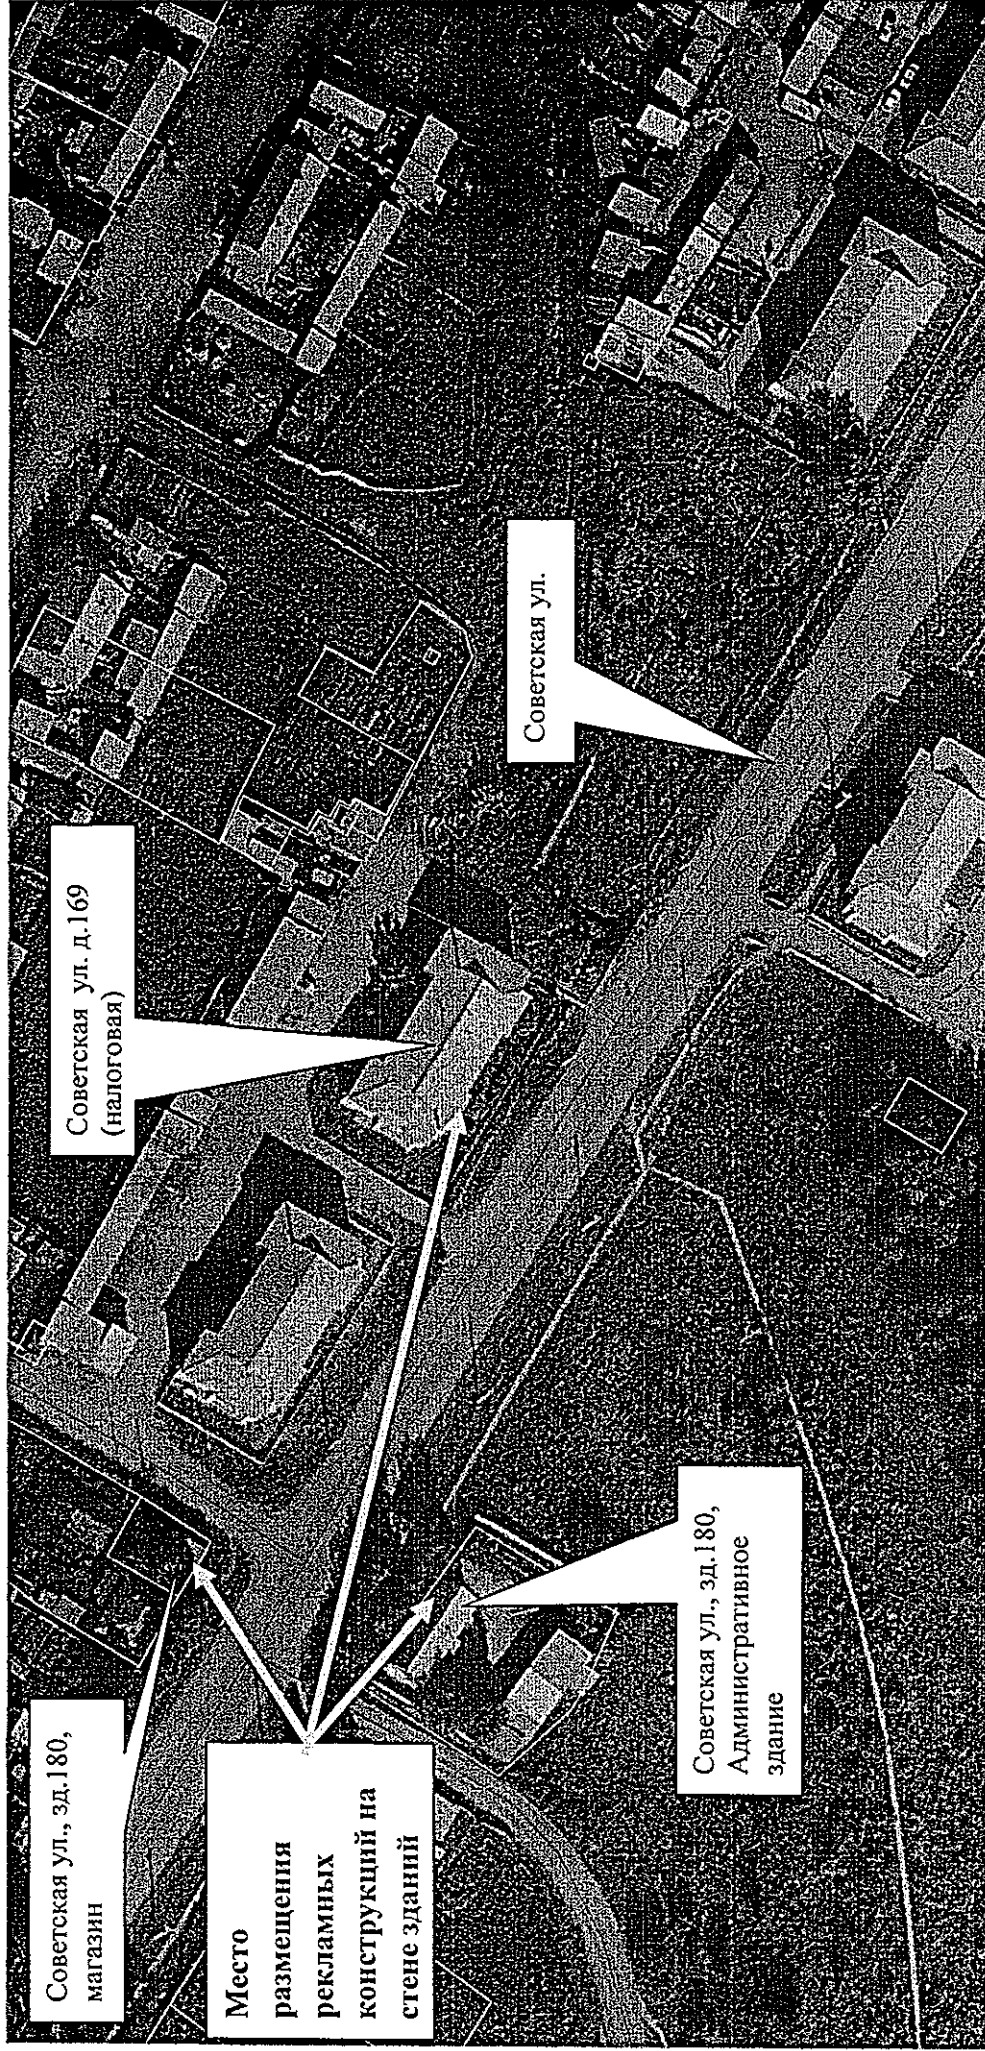 Советская ул., зд.180,
магазин
Место
размещения
рекламных
конструкций на
стене зданий
Советская ул. д.169
(налоговая)
Советская ул., зд.180,
Административное
здание
Советская ул.